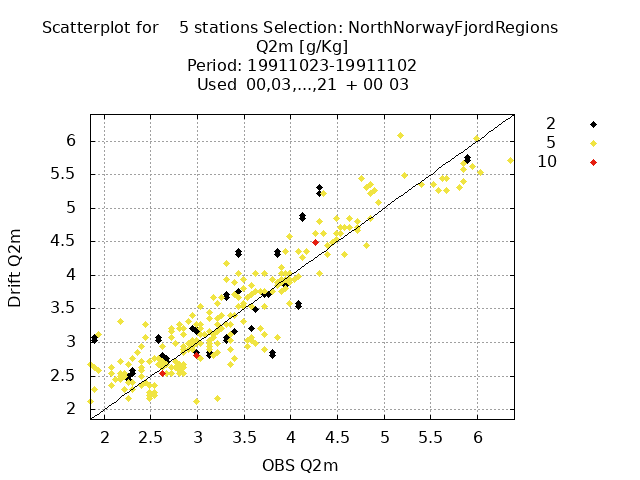 Scatterplot for 5 stations Selection: NorthNorwayFjordRegions
Q2m [g/Kg]
Period: 19911023-19911102
Used 00,03,...,21 + 00 03
2
5
10
6
5.5
5
4.5
4
3.5
3
2.5
2
Drift Q2m
2 2.5 3 3.5 4 4.5 5 5.5 6
OBS Q2m